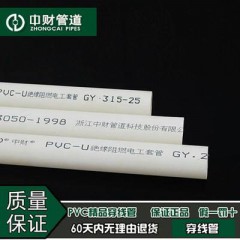 中财管道
ZHONGCAI PIPES
PVC-U绝缘阻燃电工套管 GY·315-25
3050-1998 浙江中财管道科技股份有限公
中财® PVC-U绝缘阻燃电工套管 GY.2
质量
保证
PVC精品穿线管 保证正品 假一罚十
60天内无理由退货 穿线管